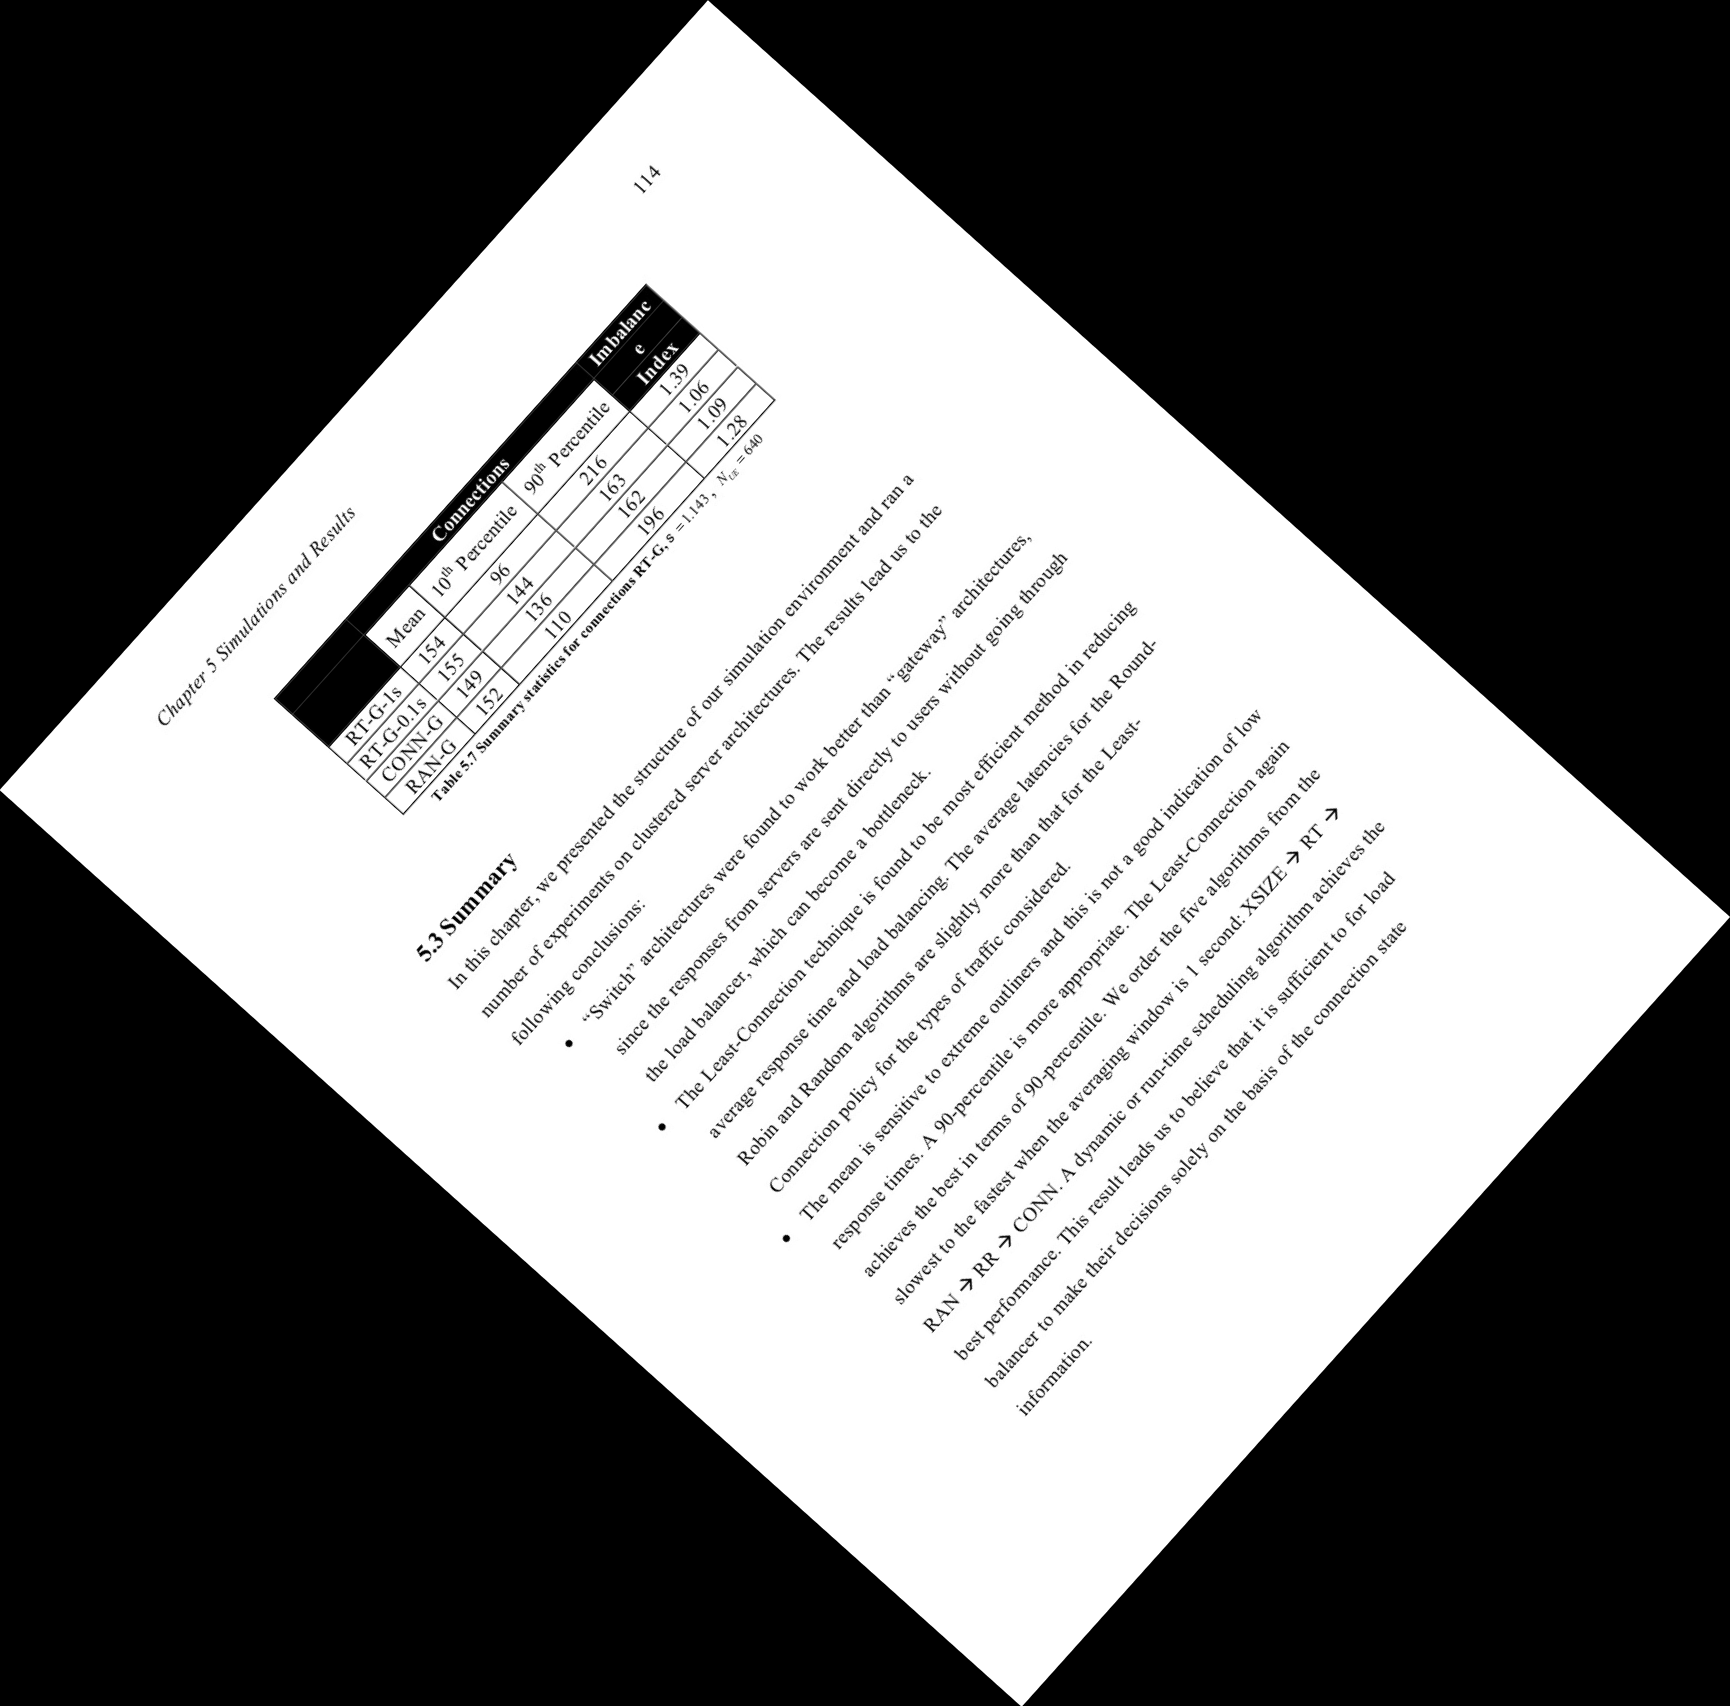 Chapter 5 Simulations and Results 114
Connections Imbalanc
e
Index
Mean 10th Percentile 90th Percentile
RT-G-1s 154 96 216 1.39
RT-G-0.1s 155 144 163 1.06
CONN-G 149 136 162 1.09
RAN-G 152 110 196 1.28
Table 5.7 Summary statistics for connections RT-G, s = 1.143, N_UE = 640
5.3 Summary
In this chapter, we presented the structure of our simulation environment and ran a
number of experiments on clustered server architectures. The results lead us to the
following conclusions:
• “Switch” architectures were found to work better than “gateway” architectures,
since the responses from servers are sent directly to users without going through
the load balancer, which can become a bottleneck.
• The Least-Connection technique is found to be most efficient method in reducing
average response time and load balancing. The average latencies for the Round-
Robin and Random algorithms are slightly more than that for the Least-
Connection policy for the types of traffic considered.
• The mean is sensitive to extreme outliners and this is not a good indication of low
response times. A 90-percentile is more appropriate. The Least-Connection again
achieves the best in terms of 90-percentile. We order the five algorithms from the
slowest to the fastest when the averaging window is 1 second: XSIZE → RT →
RAN → RR → CONN. A dynamic or run-time scheduling algorithm achieves the
best performance. This result leads us to believe that it is sufficient to for load
balancer to make their decisions solely on the basis of the connection state
information.